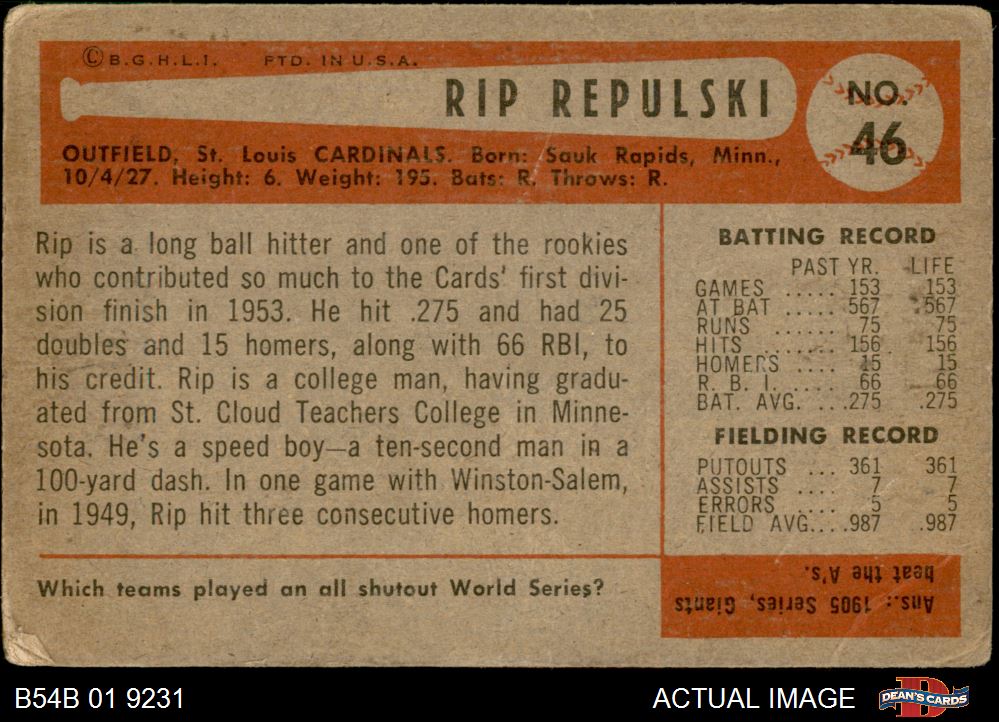 © B.G.H.L.I. PTD. IN U.S.A.
RIP REPULSKI
NO.
46
OUTFIELD, St. Louis CARDINALS. Born: Sauk Rapids, Minn.,
10/4/27. Height: 6. Weight: 195. Bats: R. Throws: R.
Rip is a long ball hitter and one of the rookies
who contributed so much to the Cards' first divi-
sion finish in 1953. He hit .275 and had 25
doubles and 15 homers, along with 66 RBI, to
his credit. Rip is a college man, having gradu-
ated from St. Cloud Teachers College in Minne-
sota. He's a speed boy—a ten-second man in a
100-yard dash. In one game with Winston-Salem,
in 1949, Rip hit three consecutive homers.
BATTING RECORD
PAST YR. LIFE
GAMES ..... 153 153
AT BAT ..... 567 567
RUNS ...... 75 75
HITS ........ 156 156
HOMERS .... 15 15
R. B. I. ..... 66 66
BAT. AVG. ... .275 .275
FIELDING RECORD
PUTOUTS ... 361 361
ASSISTS .... 7 7
ERRORS .... 5 5
FIELD AVG. ... .987 .987
Which teams played an all shutout World Series?
Ans.: 1905 Series, Giants
beat the A's.
B54B 01 9231
ACTUAL IMAGE
DEAN'S CARDS